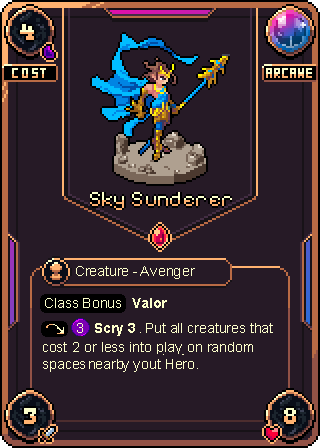 4
COST
ARCANE
Sky Sunderer
Creature - Avenger
Class Bonus Valor
3 Scry 3 . Put all creatures that
cost 2 or less into play on random
spaces nearby yout Hero.
3
8